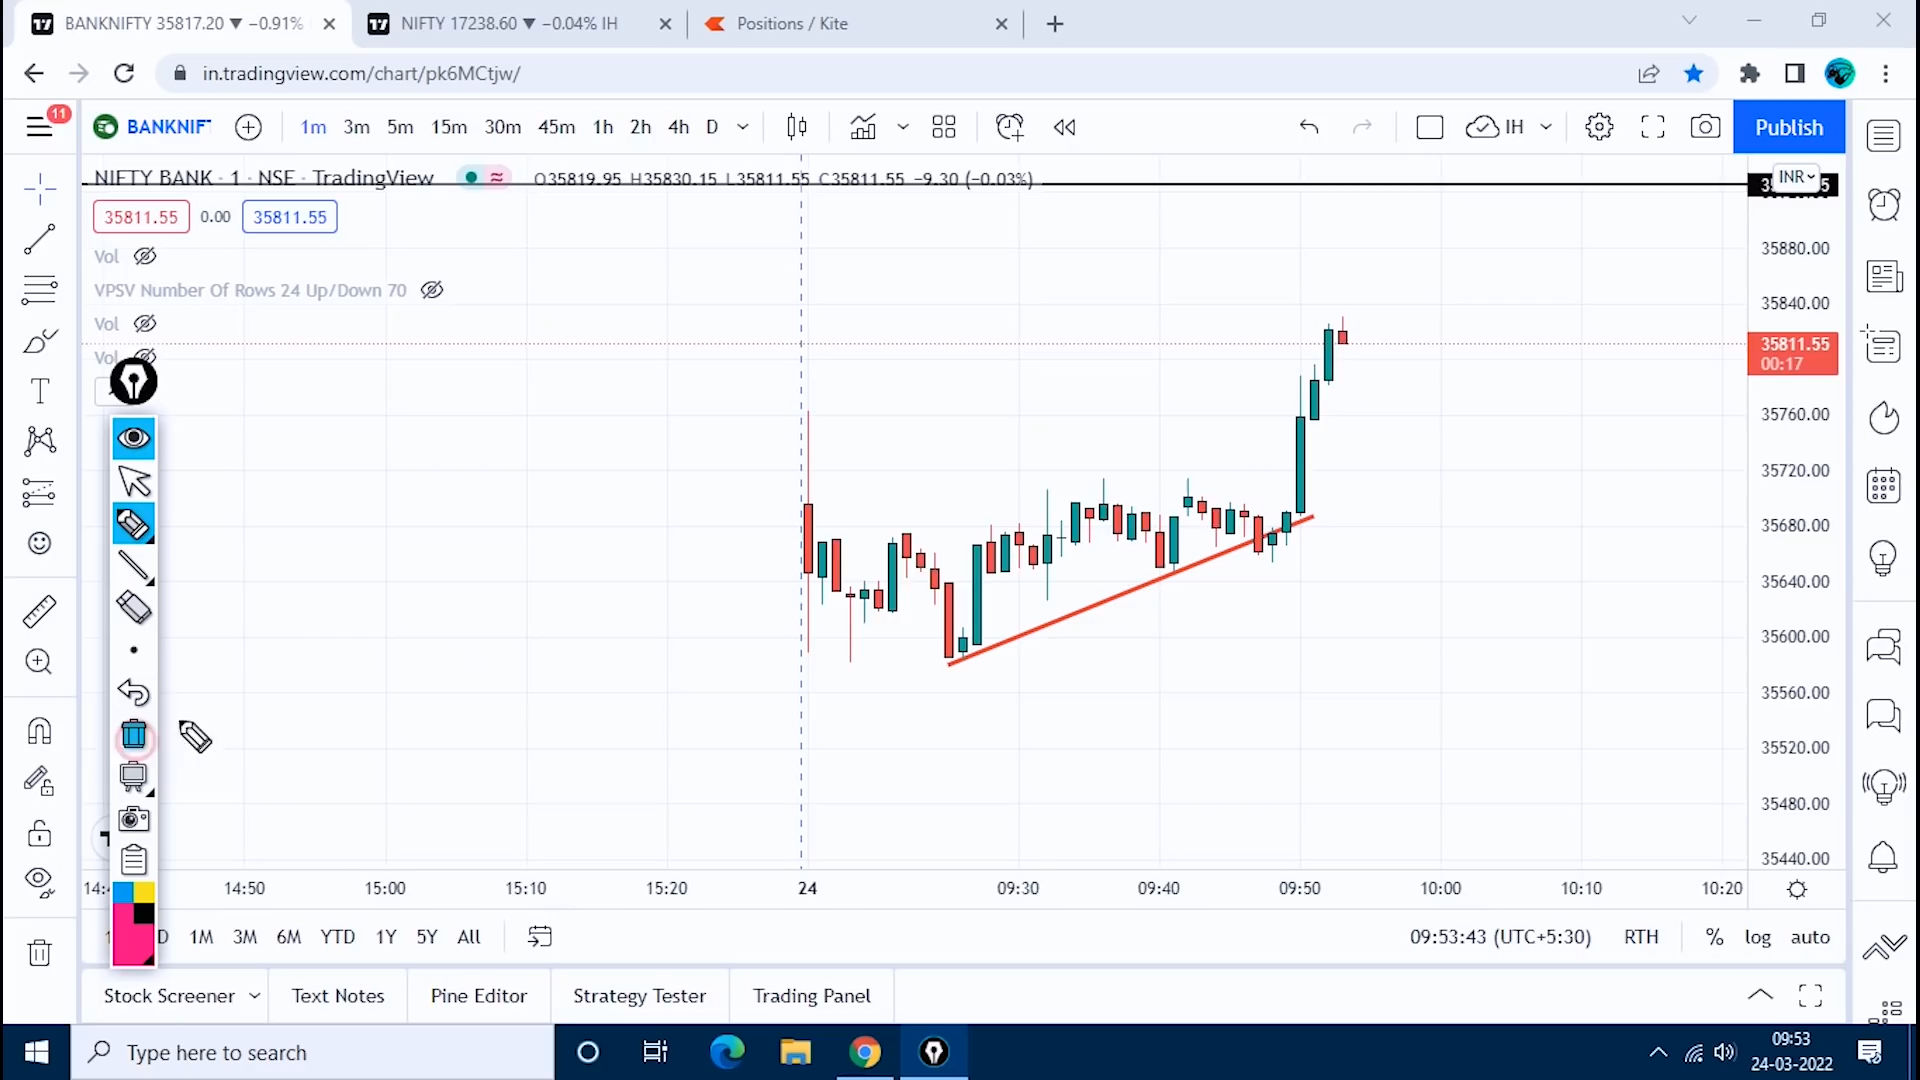 BANKNIFTY 35817.20 ▼ −0.91%
NIFTY 17238.60 ▼ −0.04% IH
Positions / Kite
in.tradingview.com/chart/pk6MCtjw/
11
BANKNIFT
1m 3m 5m 15m 30m 45m 1h 2h 4h D
IH
Publish
NIFTY BANK · 1 · NSE · TradingView
O35819.95 H35830.15 L35811.55 C35811.55 −9.30 (−0.03%)
INR
35811.55 0.00 35811.55
Vol
VPSV Number Of Rows 24 Up/Down 70
Vol
Vol
35880.00
35840.00
35811.55
00:17
35760.00
35720.00
35680.00
35640.00
35600.00
35560.00
35520.00
35480.00
35440.00
14:50 15:00 15:10 15:20 24 09:30 09:40 09:50 10:00 10:10 10:20
D 1M 3M 6M YTD 1Y 5Y All
09:53:43 (UTC+5:30) RTH % log auto
Stock Screener Text Notes Pine Editor Strategy Tester Trading Panel
Type here to search
09:53
24-03-2022